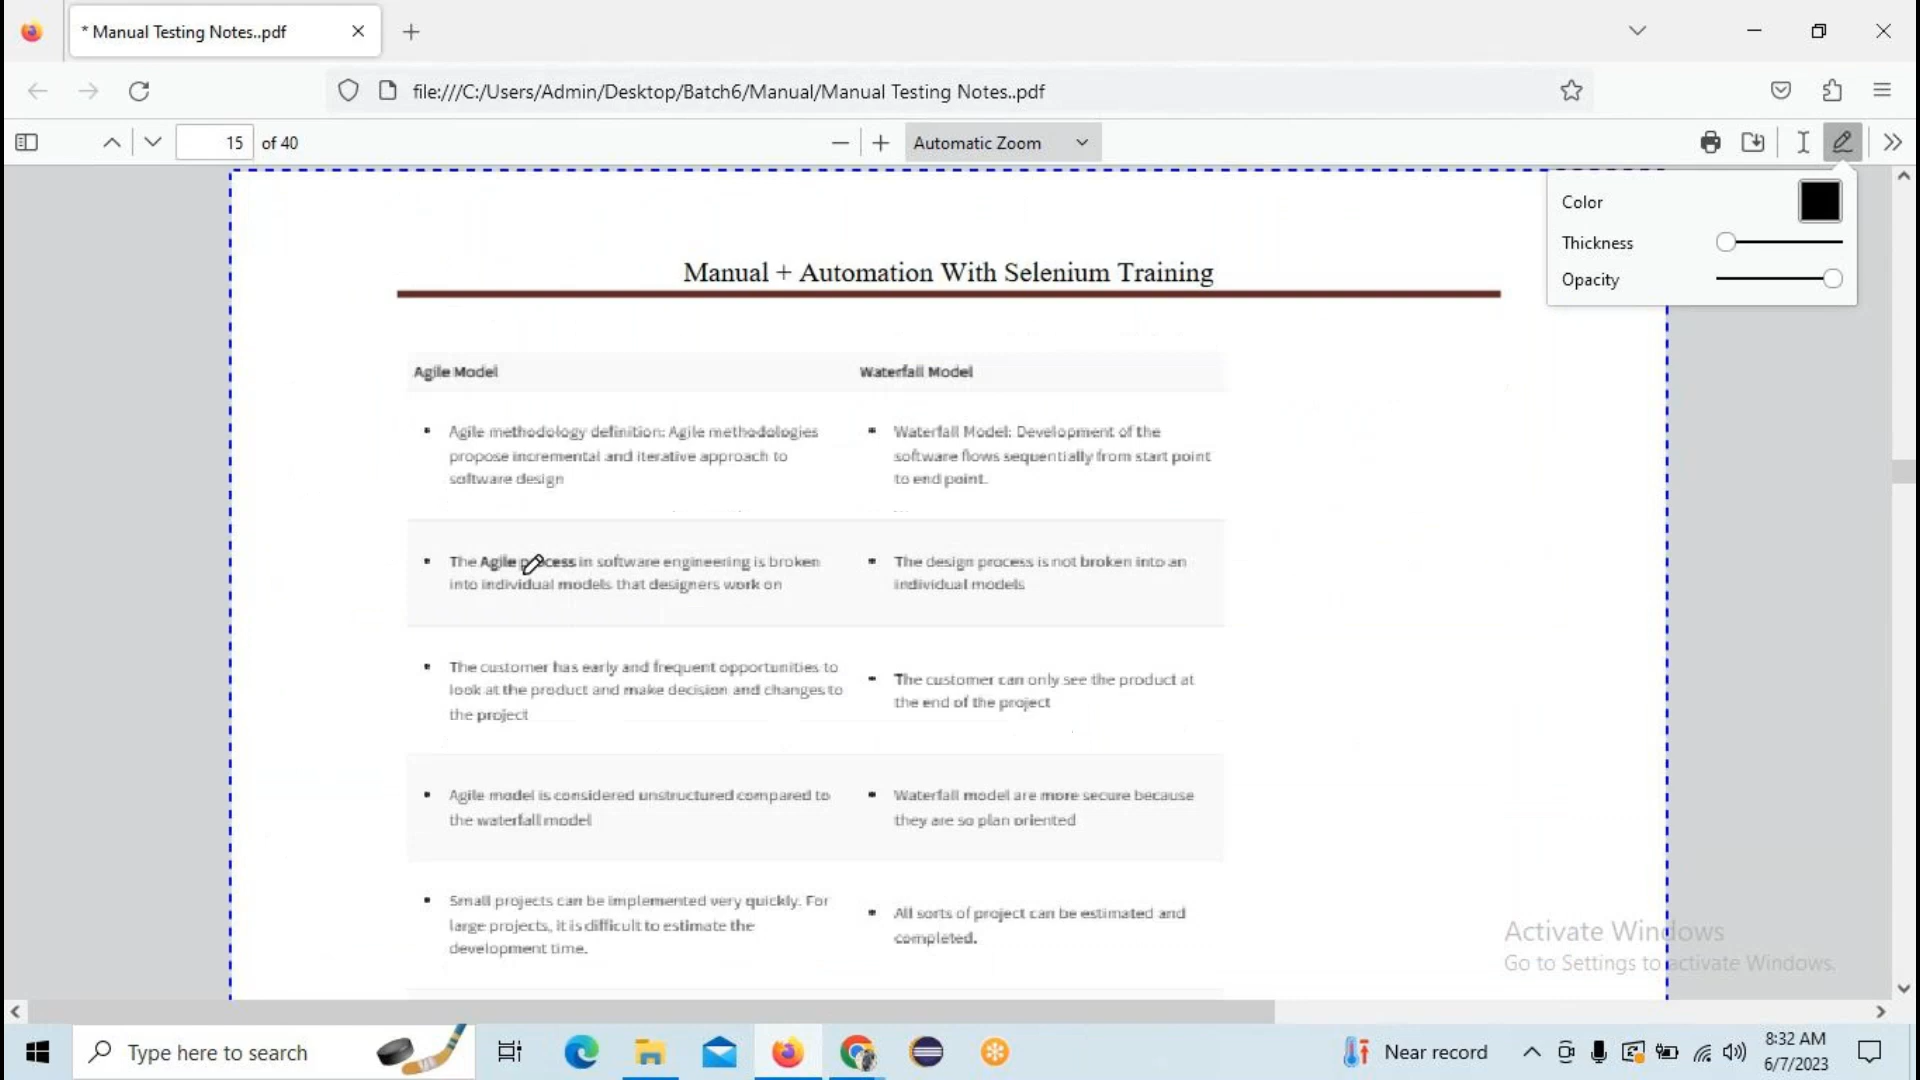 * Manual Testing Notes..pdf
file:///C:/Users/Admin/Desktop/Batch6/Manual/Manual Testing Notes..pdf
15 of 40
Automatic Zoom
Color
Thickness
Opacity
Manual + Automation With Selenium Training
Agile Model
Waterfall Model
Agile methodology definition: Agile methodologies
propose incremental and iterative approach to
software design
Waterfall Model: Development of the
software flows sequentially from start point
to end point.
The Agile process in software engineering is broken
into individual models that designers work on
The design process is not broken into an
individual models
The customer has early and frequent opportunities to
look at the product and make decision and changes to
the project
The customer can only see the product at
the end of the project
Agile model is considered unstructured compared to
the waterfall model
Waterfall model are more secure because
they are so plan oriented
Small projects can be implemented very quickly. For
large projects, it is difficult to estimate the
development time.
All sorts of project can be estimated and
completed.
Activate Windows
Go to Settings to activate Windows.
Type here to search
Near record
8:32 AM
6/7/2023